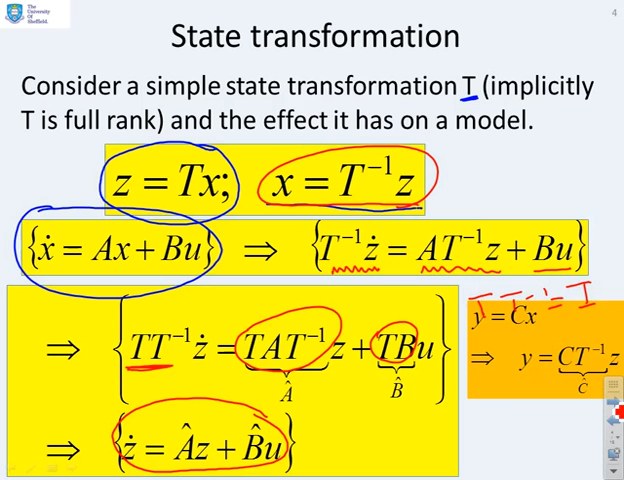 The University Of Sheffield.
4
State transformation
Consider a simple state transformation T (implicitly
T is full rank) and the effect it has on a model.
z = Tx; x = T⁻¹z
{ẋ = Ax + Bu} ⇒ {T⁻¹ż = AT⁻¹z + Bu}
T T⁻¹ = I
y = Cx
⇒ {TT⁻¹ż = TAT⁻¹z + TBu}
Â B̂
⇒ y = CT⁻¹z
Ĉ
⇒ {ż = Âz + B̂u}